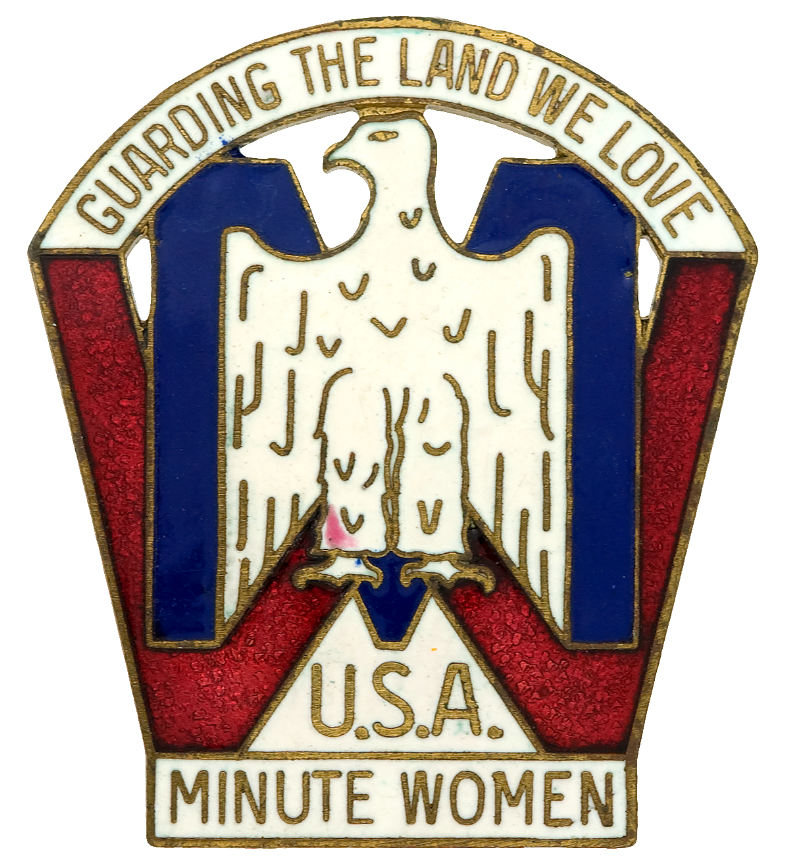 GUARDING THE LAND WE LOVE
U.S.A.
MINUTE WOMEN